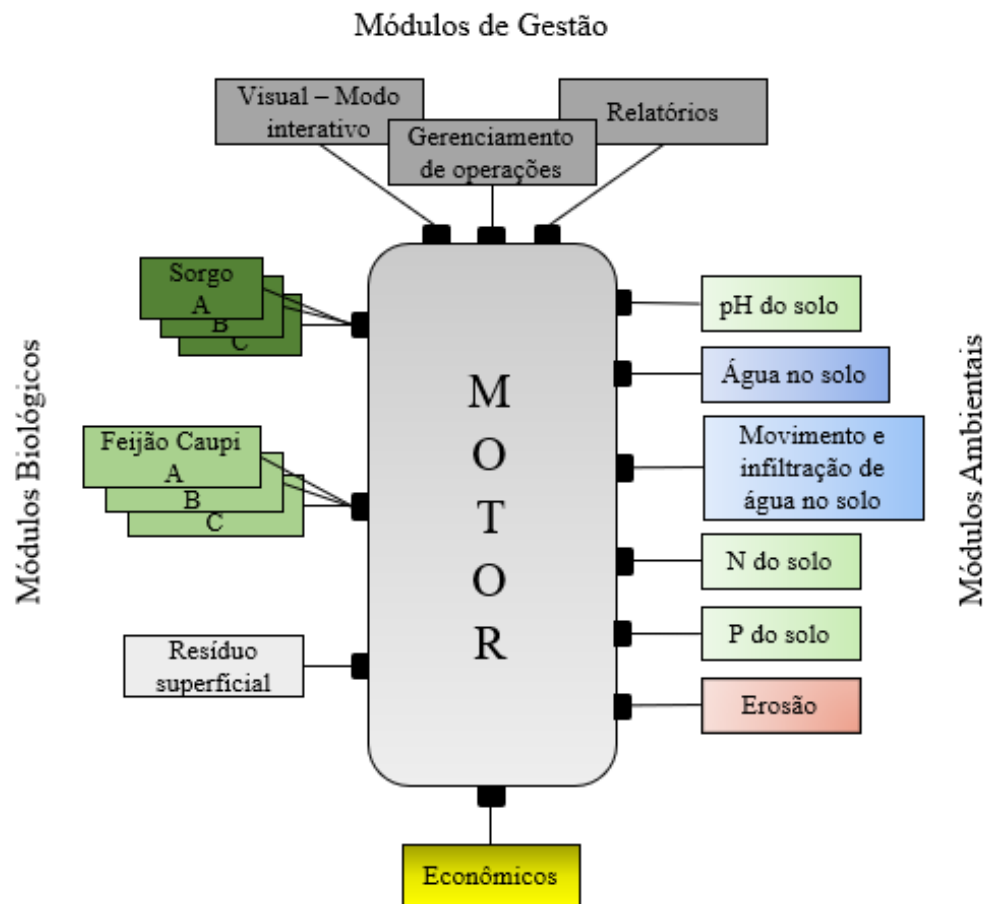 Módulos de Gestão
Visual – Modo
interativo
Gerenciamento
de operações
Relatórios
Módulos Biológicos
Sorgo
A
B
C
Feijão Caupi
A
B
C
Resíduo
superficial
M
O
T
O
R
pH do solo
Água no solo
Movimento e
infiltração de
água no solo
N do solo
P do solo
Erosão
Módulos Ambientais
Econômicos